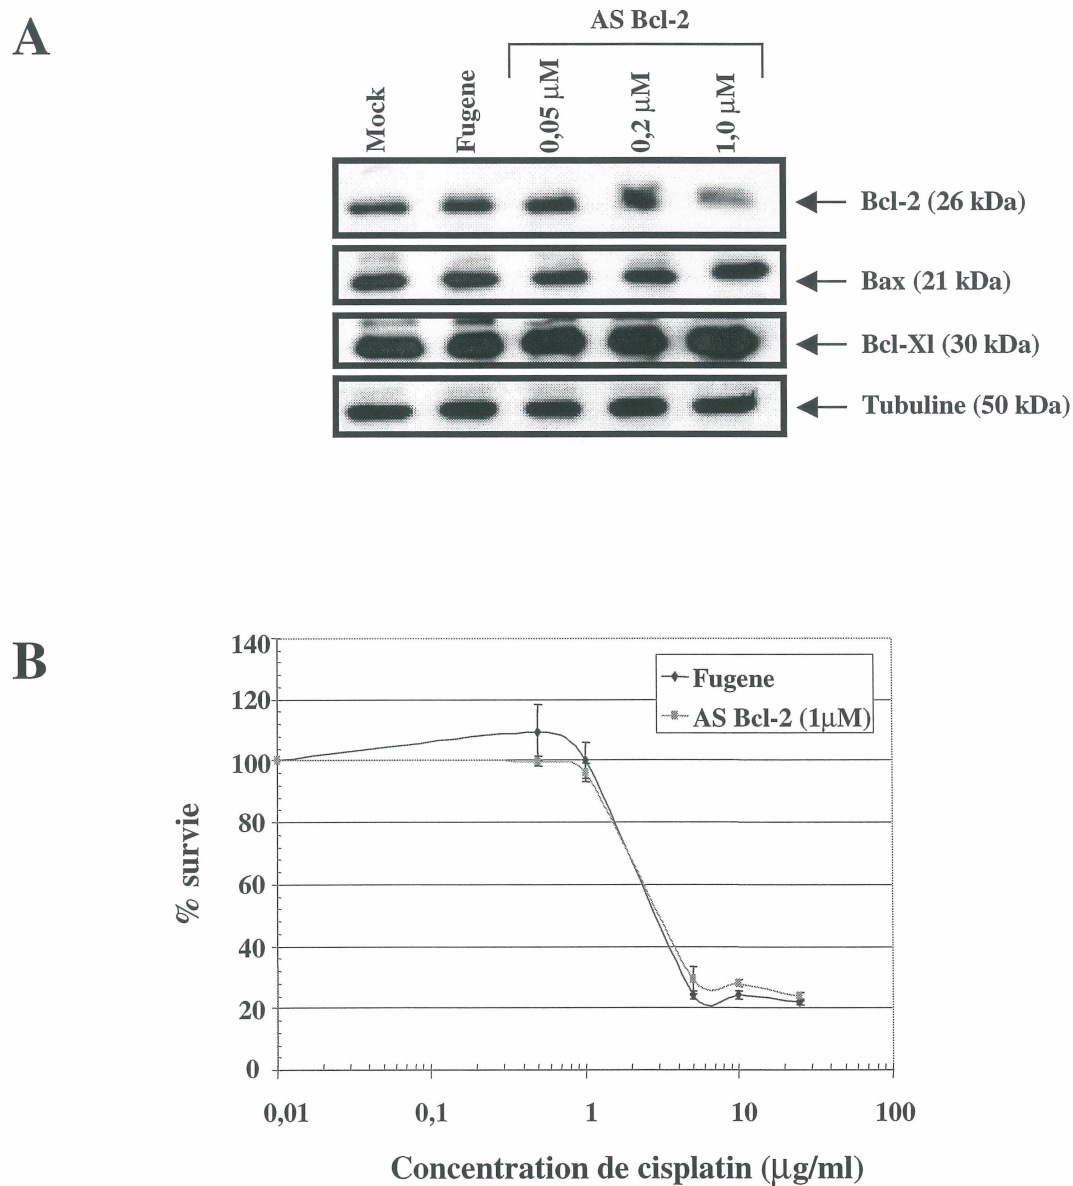 A
AS Bcl-2
Mock
Fugene
0,05 μM
0,2 μM
1,0 μM
Bcl-2 (26 kDa)
Bax (21 kDa)
Bcl-Xl (30 kDa)
Tubuline (50 kDa)
B
% survie
140
120
100
80
60
40
20
0
Fugene
AS Bcl-2 (1μM)
0,01
0,1
1
10
100
Concentration de cisplatin (μg/ml)